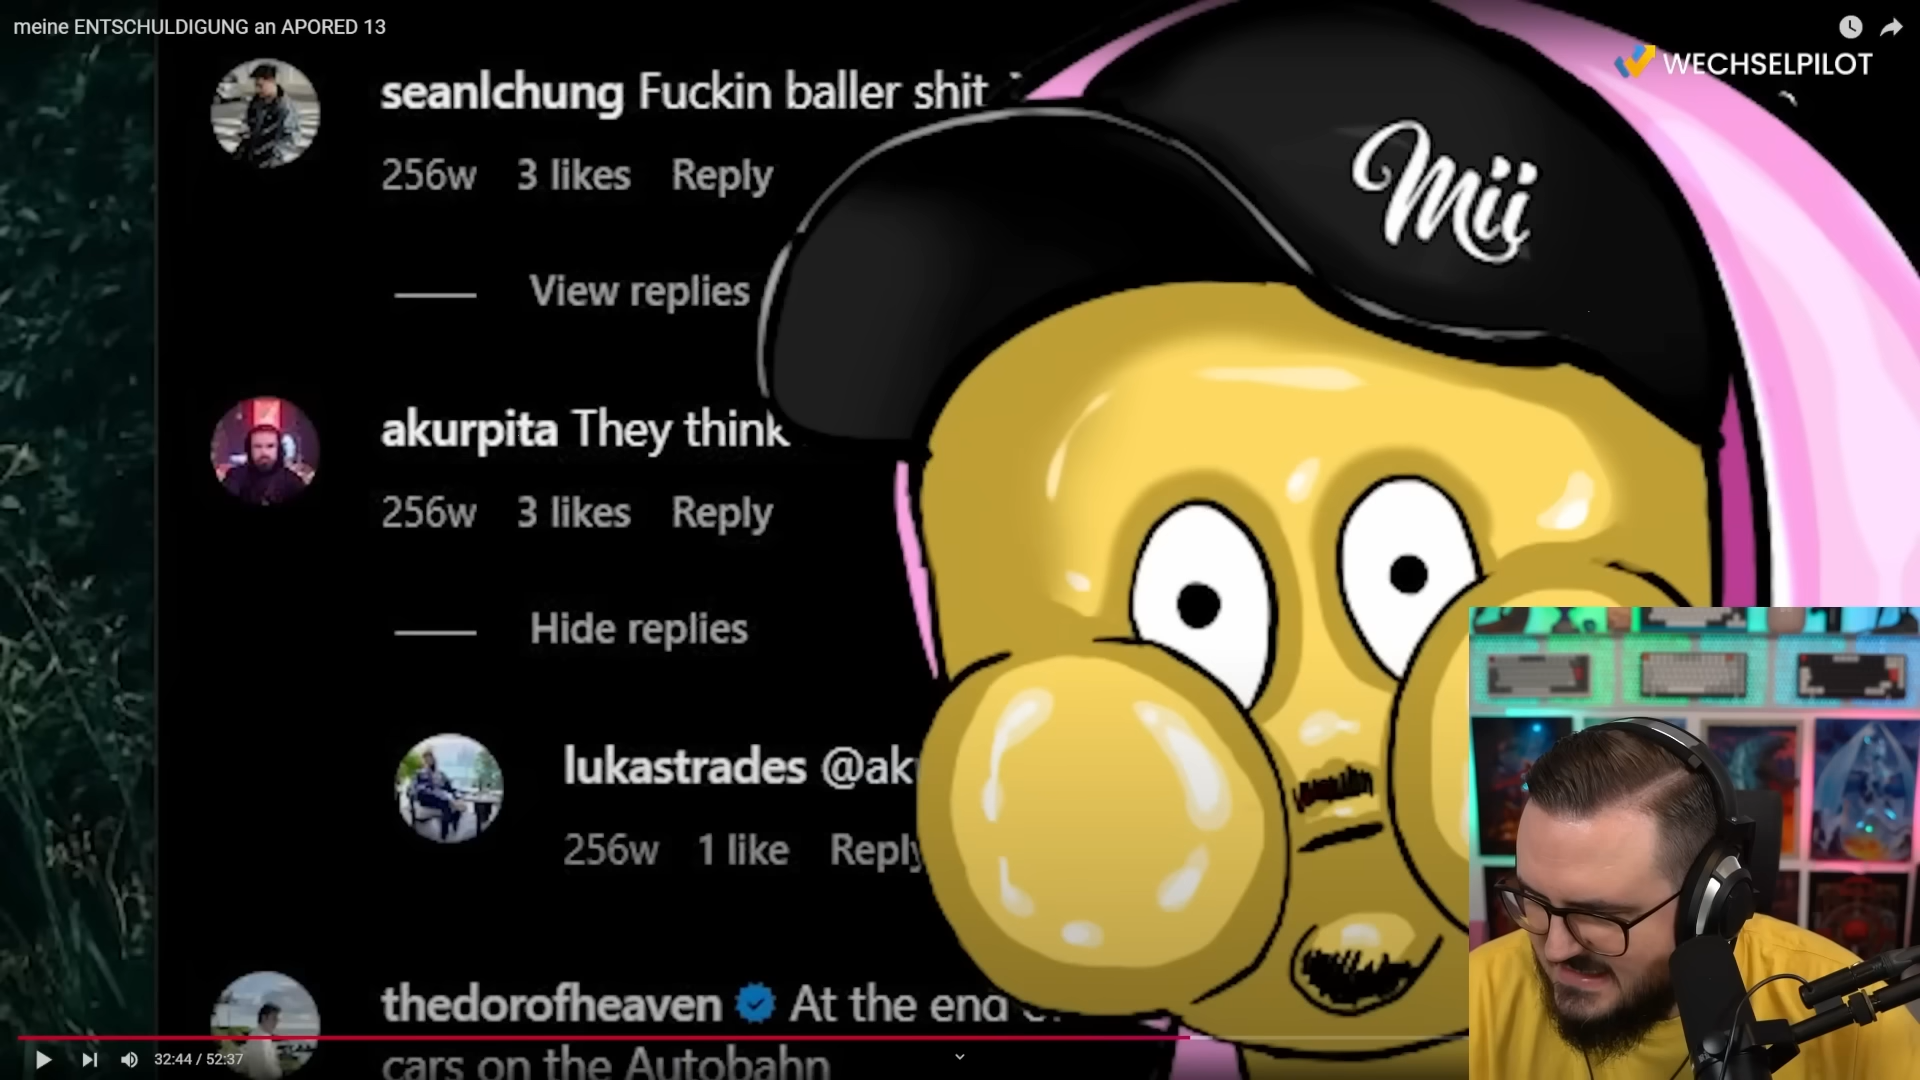 meine ENTSCHULDIGUNG an APORED 13
WECHSELPILOT
seanlchung Fuckin baller shit
256w 3 likes Reply
View replies
Mii
akurpita They think
256w 3 likes Reply
Hide replies
lukastrades
256w 1 like Reply
thedorofheaven At the end
cars on the Autobahn
32:44 / 52:37